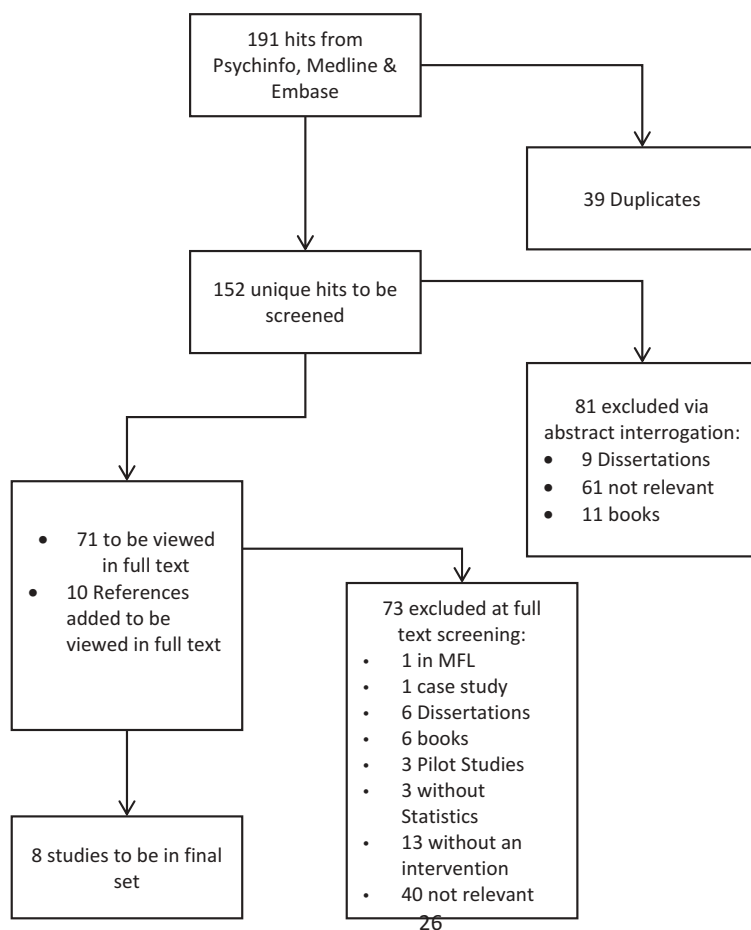 191 hits from
Psychinfo, Medline &
Embase
39 Duplicates
152 unique hits to be
screened
81 excluded via
abstract interrogation:
• 9 Dissertations
• 61 not relevant
• 11 books
• 71 to be viewed
in full text
• 10 References
added to be
viewed in full text
73 excluded at full
text screening:
• 1 in MFL
• 1 case study
• 6 Dissertations
• 6 books
• 3 Pilot Studies
• 3 without
Statistics
• 13 without an
intervention
• 40 not relevant
8 studies to be in final
set
26